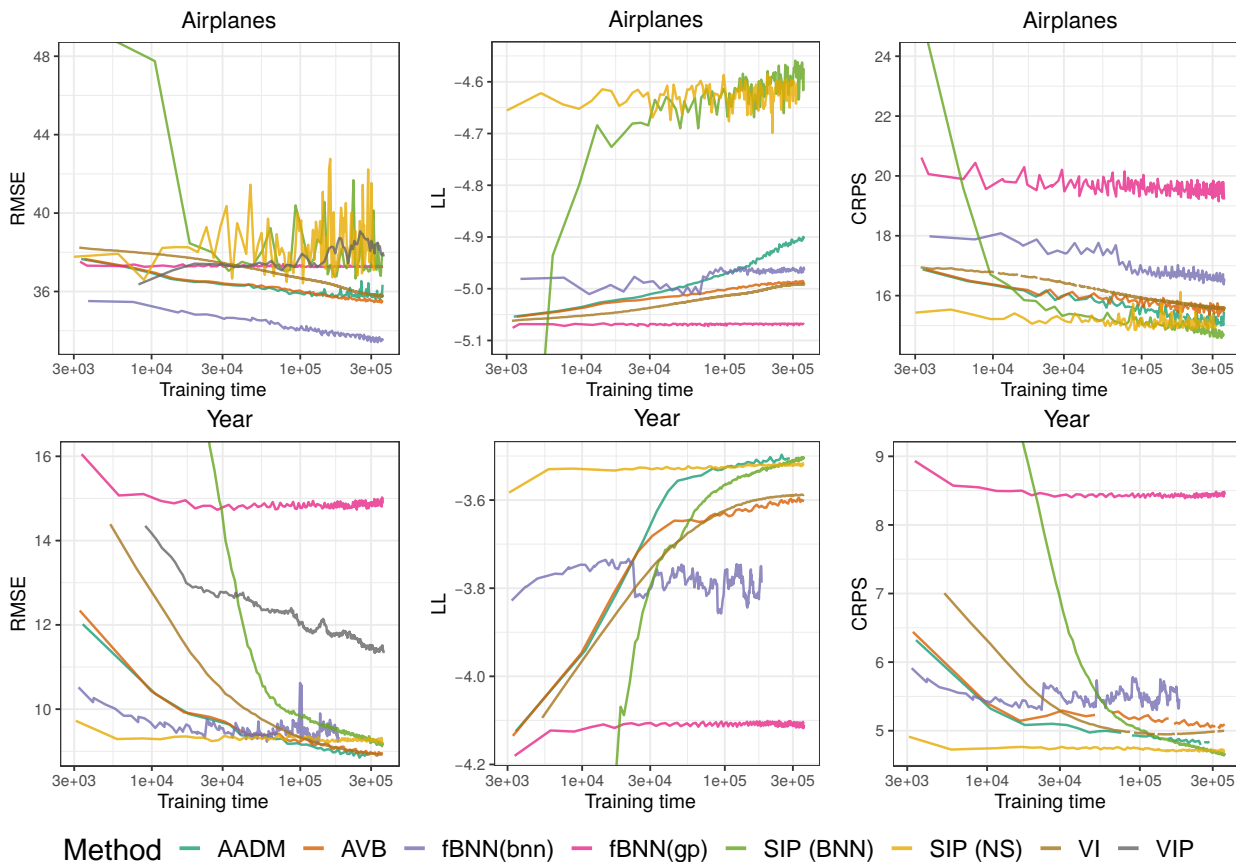 Airplanes Airplanes Airplanes
RMSE
48
44
40
36
3e+03 1e+04 3e+04 1e+05 3e+05
Training time
LL
−4.6
−4.7
−4.8
−4.9
−5.0
−5.1
3e+03 1e+04 3e+04 1e+05 3e+05
Training time
CRPS
24
22
20
18
16
3e+03 1e+04 3e+04 1e+05 3e+05
Training time
Year Year Year
RMSE
16
14
12
10
9
3e+03 1e+04 3e+04 1e+05 3e+05
Training time
LL
−3.6
−3.8
−4.0
−4.2
3e+03 1e+04 3e+04 1e+05 3e+05
Training time
CRPS
9
8
7
6
5
3e+03 1e+04 3e+04 1e+05 3e+05
Training time
Method AADM AVB fBNN(bnn) fBNN(gp) SIP (BNN) SIP (NS) VI VIP